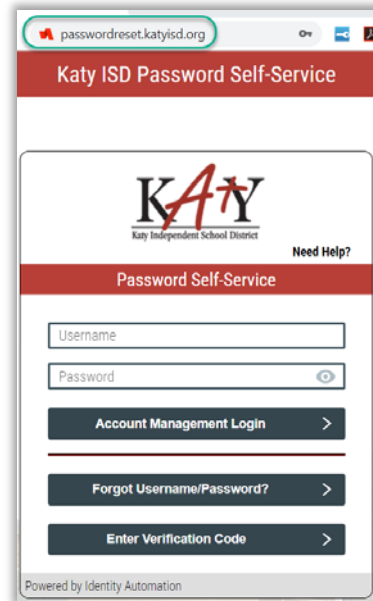 passwordreset.katyisd.org
Katy ISD Password Self-Service
KATY
Katy Independent School District
Need Help?
Password Self-Service
Username
Password
Account Management Login
Forgot Username/Password?
Enter Verification Code
Powered by Identity Automation